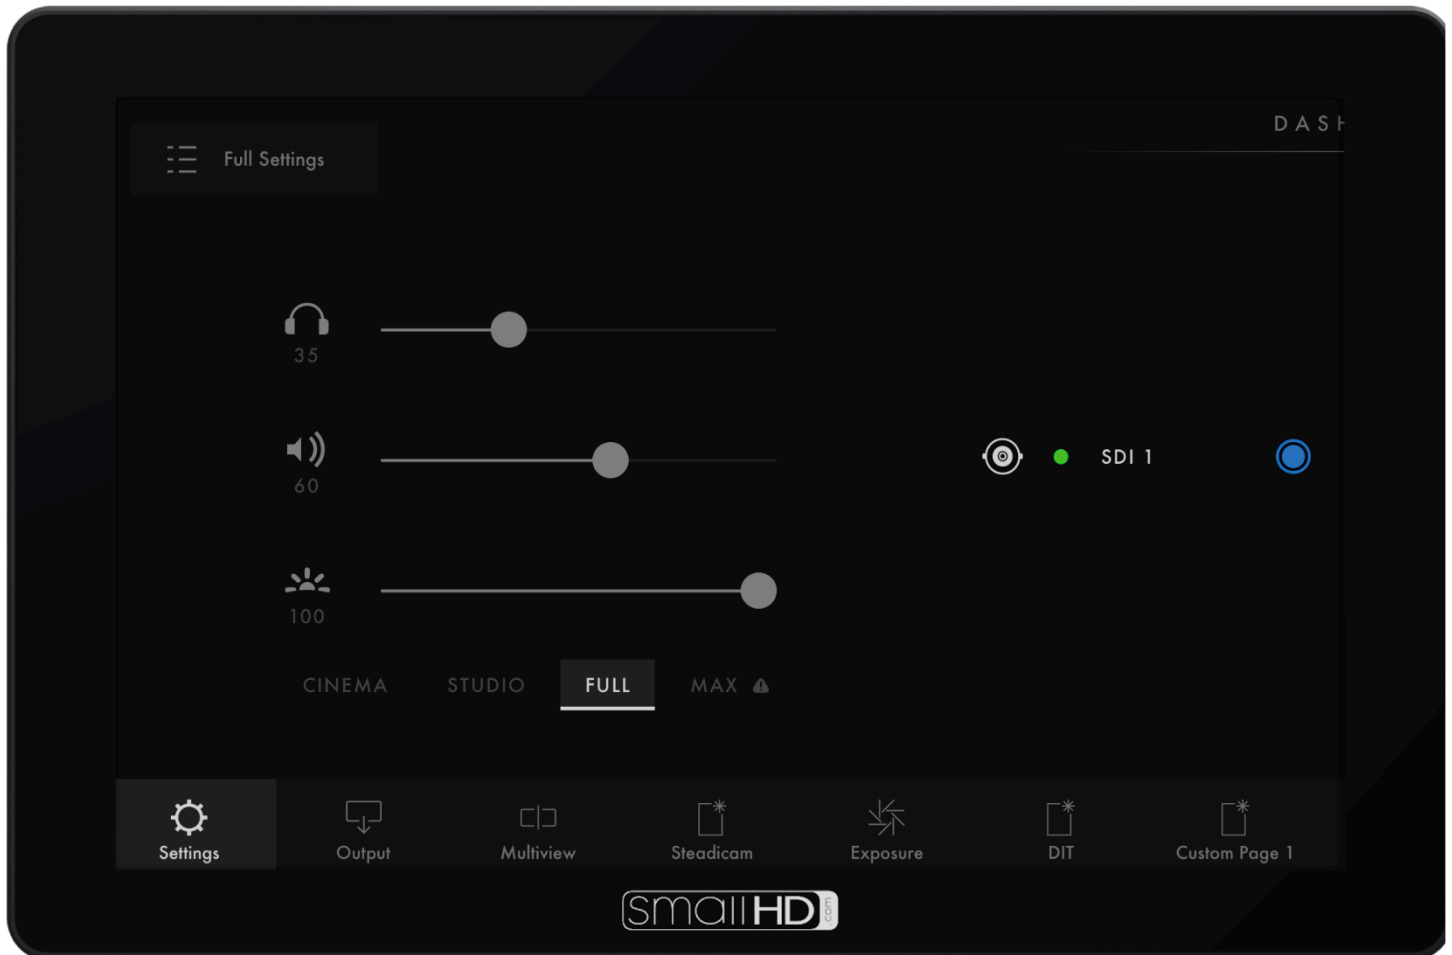 DASH
Full Settings
35
60
SDI 1
100
CINEMA STUDIO FULL MAX
Settings Output Multiview Steadicam Exposure DIT Custom Page 1
smallHD.com